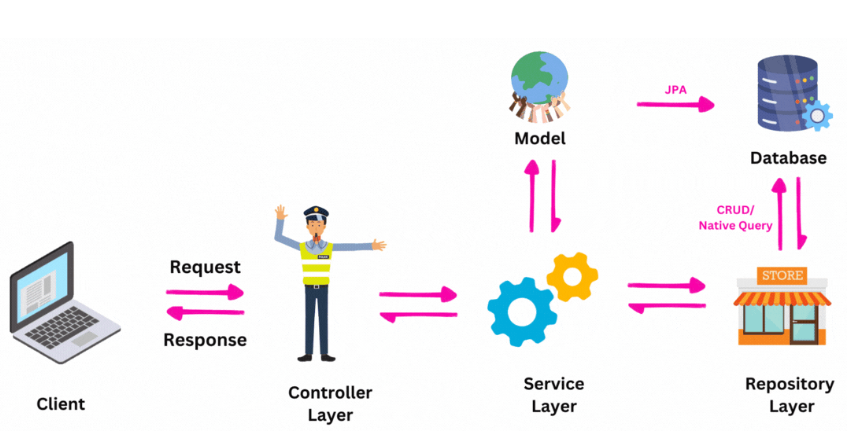 JPA
Model
Database
CRUD/
Native Query
Request
STORE
Response
Client
Controller
Layer
Service
Layer
Repository
Layer